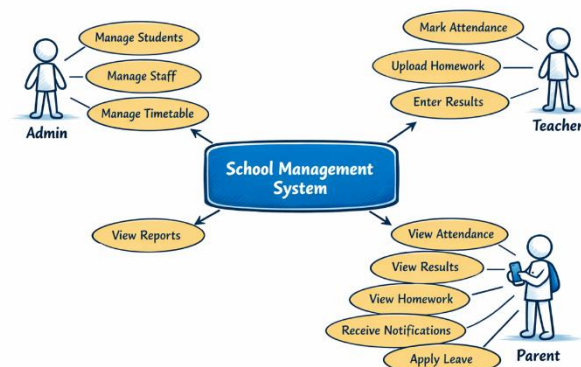 Manage Students
Manage Staff
Manage Timetable
Admin
Mark Attendance
Upload Homework
Enter Results
Teacher
School Management
System
View Reports
View Attendance
View Results
View Homework
Receive Notifications
Apply Leave
Parent